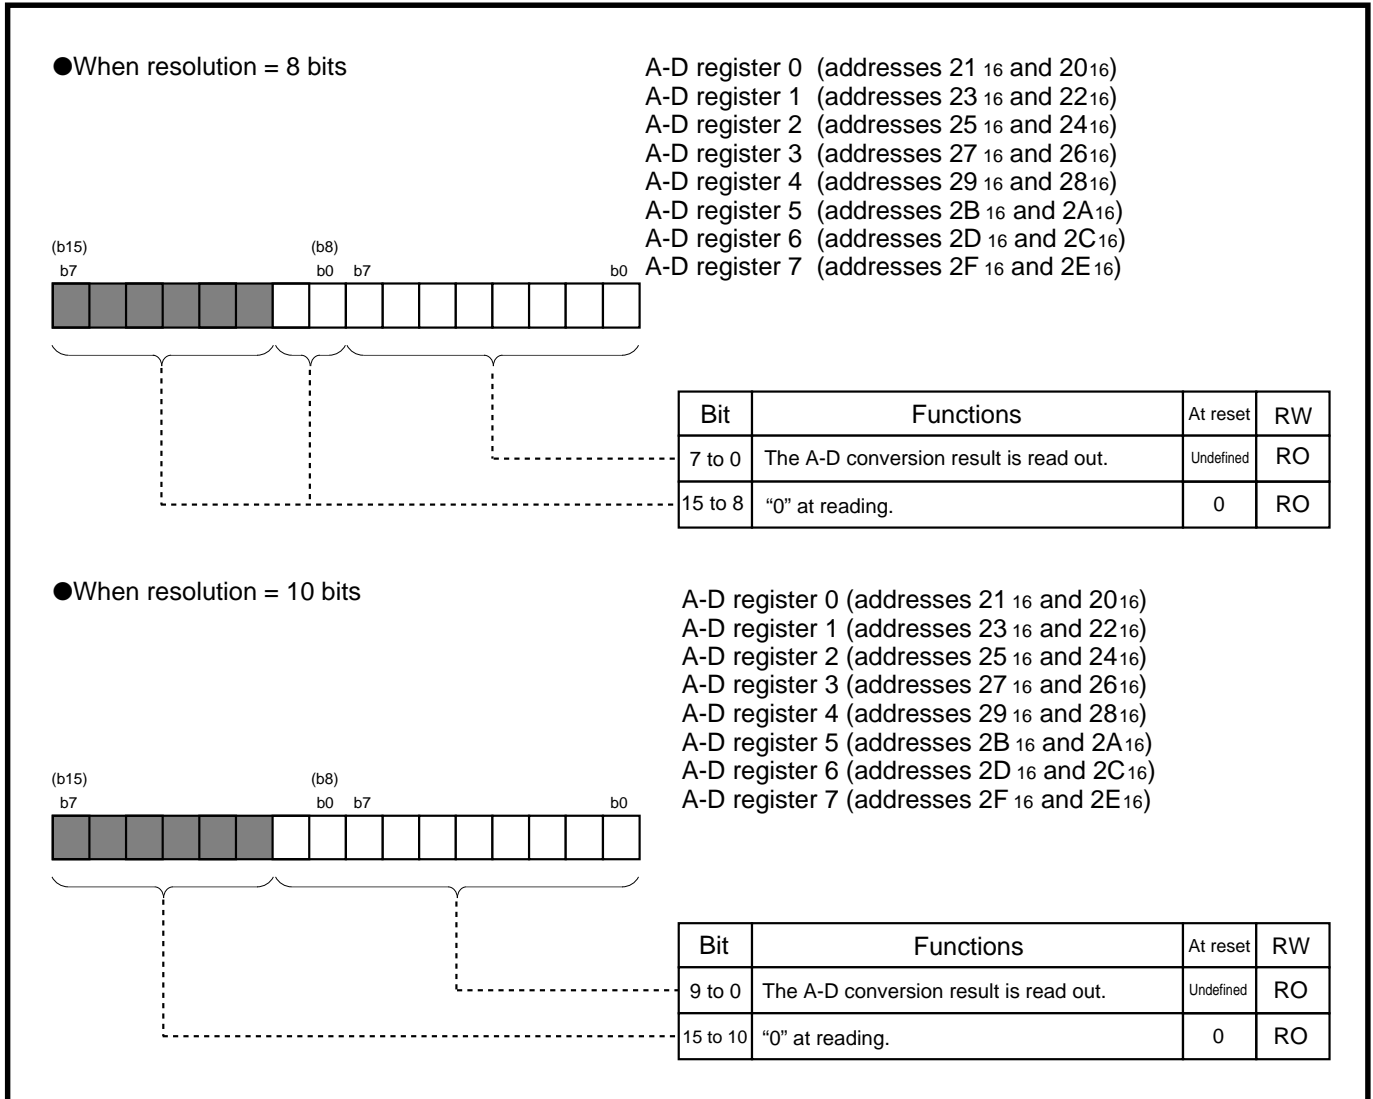 ●When resolution = 8 bits
A-D register 0 (addresses 21 16 and 2016)
A-D register 1 (addresses 23 16 and 2216)
A-D register 2 (addresses 25 16 and 2416)
A-D register 3 (addresses 27 16 and 2616)
A-D register 4 (addresses 29 16 and 2816)
A-D register 5 (addresses 2B 16 and 2A16)
A-D register 6 (addresses 2D 16 and 2C16)
A-D register 7 (addresses 2F 16 and 2E16)
(b15) (b8)
b7 b0 b7 b0
Bit Functions At reset RW
7 to 0 The A-D conversion result is read out. Undefined RO
15 to 8 “0” at reading. 0 RO
●When resolution = 10 bits
A-D register 0 (addresses 21 16 and 2016)
A-D register 1 (addresses 23 16 and 2216)
A-D register 2 (addresses 25 16 and 2416)
A-D register 3 (addresses 27 16 and 2616)
A-D register 4 (addresses 29 16 and 2816)
A-D register 5 (addresses 2B 16 and 2A16)
A-D register 6 (addresses 2D 16 and 2C16)
A-D register 7 (addresses 2F 16 and 2E16)
(b15) (b8)
b7 b0 b7 b0
Bit Functions At reset RW
9 to 0 The A-D conversion result is read out. Undefined RO
15 to 10 “0” at reading. 0 RO